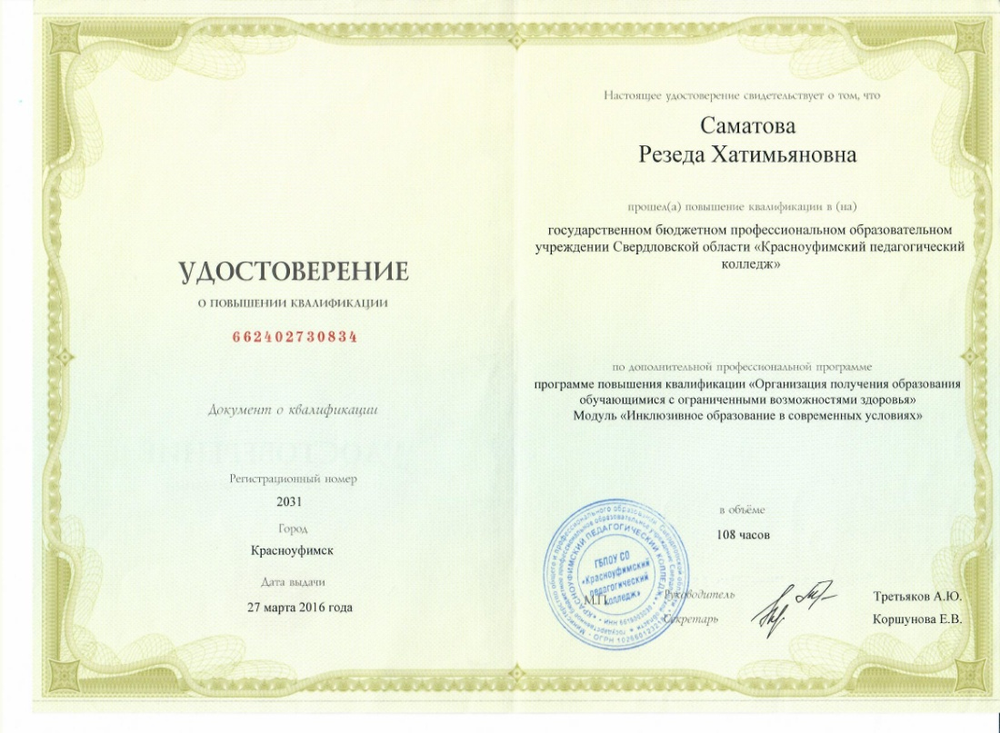 УДОСТОВЕРЕНИЕ
О ПОВЫШЕНИИ КВАЛИФИКАЦИИ
662402730834
Документ о квалификации
Регистрационный номер
2031
Город
Красноуфимск
Дата выдачи
27 марта 2016 года
Настоящее удостоверение свидетельствует о том, что
Саматова
Резеда Хатимьяновна
прошел(а) повышение квалификации в (на)
государственном бюджетном профессиональном образовательном
учреждении Свердловской области «Красноуфимский педагогический
колледж»
по дополнительной профессиональной программе
программе повышения квалификации «Организация получения образования
обучающимися с ограниченными возможностями здоровья»
Модуль «Инклюзивное образование в современных условиях»
в объёме
108 часов
ГБПОУ СО
«Красноуфимский
педагогический
колледж»
КРАСНОУФИМСКИЙ ПЕДАГОГИЧЕСКИЙ КОЛЛЕДЖ
М.П.
Руководитель
Третьяков А.Ю.
Секретарь
Коршунова Е.В.